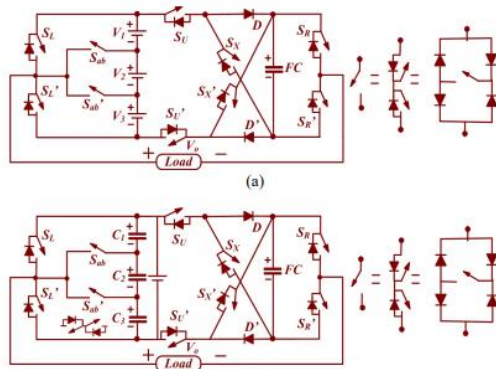 S_L
V_1
S_U
D
S_X
S_R
S_ab
V_2
FC
S_L'
S_ab'
S_X'
V_3
S_U'
D'
S_R'
V_o
+ Load −
(a)
S_L
C_1
S_U
D
S_X
S_R
S_ab
C_2
FC
S_L'
S_ab'
S_X'
C_3
S_U'
D'
S_R'
V_o
+ Load −